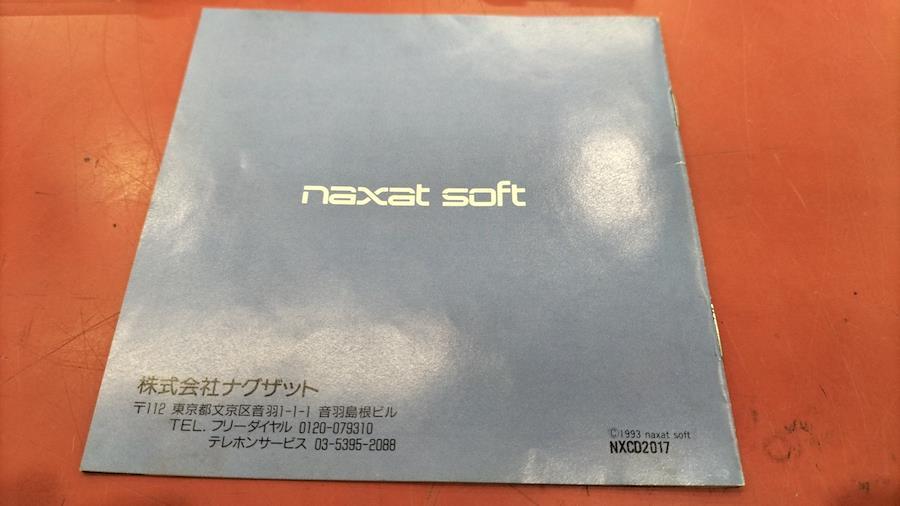 naxat soft
株式会社ナグザット
〒112 東京都文京区音羽1-1-1 音羽島根ビル
TEL. フリーダイヤル 0120-079310
テレホンサービス 03-5395-2088
©1993 naxat soft
NXCD2017